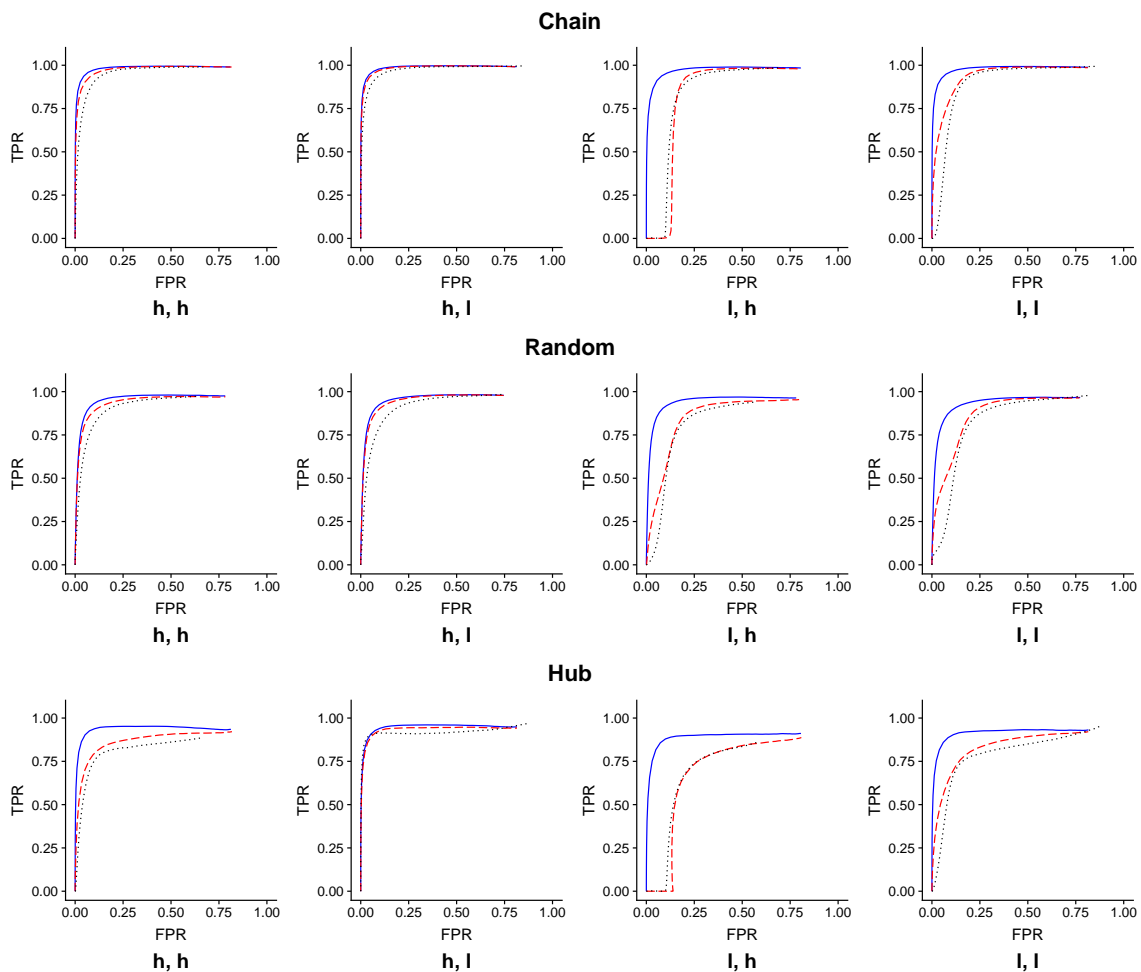 Chain
1.00 1.00 1.00 1.00
0.75 0.75 0.75 0.75
TPR TPR TPR TPR
0.50 0.50 0.50 0.50
0.25 0.25 0.25 0.25
0.00 0.00 0.00 0.00
0.00 0.25 0.50 0.75 1.00 0.00 0.25 0.50 0.75 1.00 0.00 0.25 0.50 0.75 1.00 0.00 0.25 0.50 0.75 1.00
FPR FPR FPR FPR
h, h h, l l, h l, l
Random
1.00 1.00 1.00 1.00
0.75 0.75 0.75 0.75
TPR TPR TPR TPR
0.50 0.50 0.50 0.50
0.25 0.25 0.25 0.25
0.00 0.00 0.00 0.00
0.00 0.25 0.50 0.75 1.00 0.00 0.25 0.50 0.75 1.00 0.00 0.25 0.50 0.75 1.00 0.00 0.25 0.50 0.75 1.00
FPR FPR FPR FPR
h, h h, l l, h l, l
Hub
1.00 1.00 1.00 1.00
0.75 0.75 0.75 0.75
TPR TPR TPR TPR
0.50 0.50 0.50 0.50
0.25 0.25 0.25 0.25
0.00 0.00 0.00 0.00
0.00 0.25 0.50 0.75 1.00 0.00 0.25 0.50 0.75 1.00 0.00 0.25 0.50 0.75 1.00 0.00 0.25 0.50 0.75 1.00
FPR FPR FPR FPR
h, h h, l l, h l, l